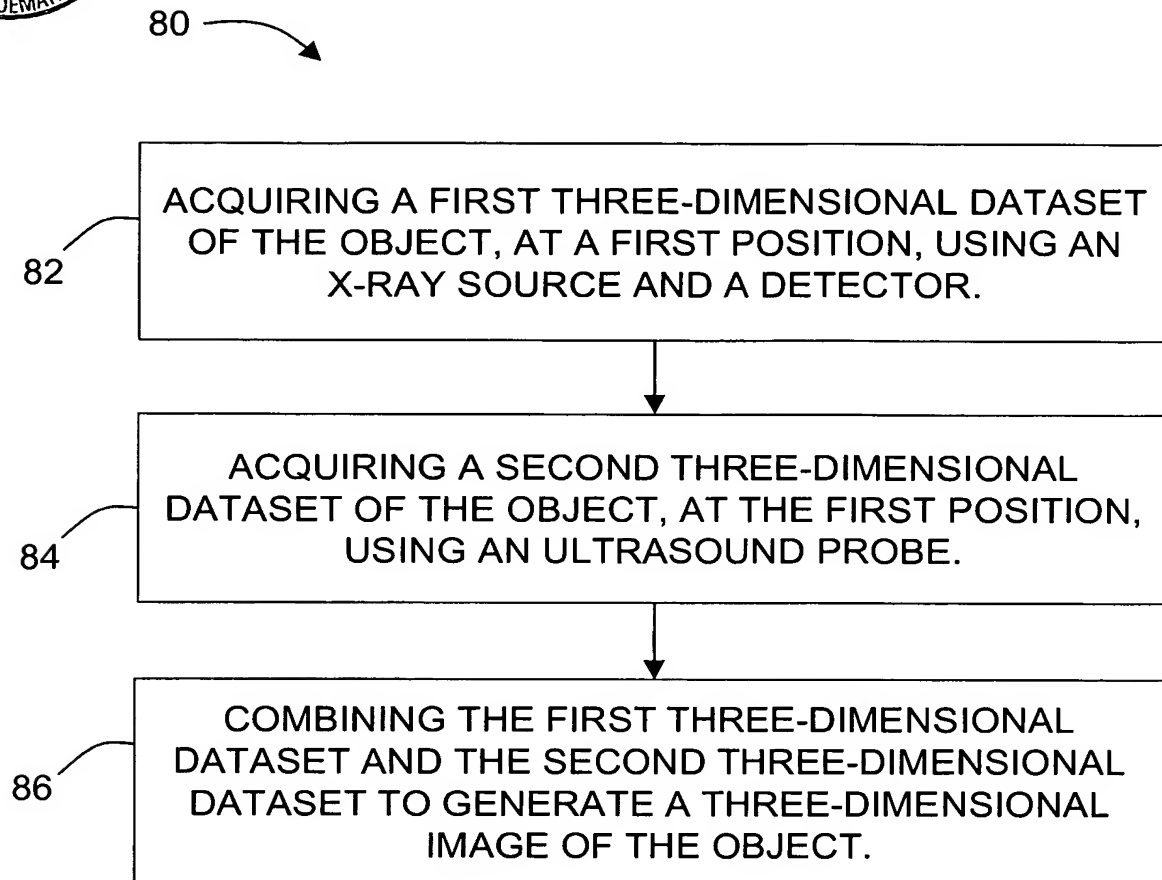 80
ACQUIRING A FIRST THREE-DIMENSIONAL DATASET
OF THE OBJECT, AT A FIRST POSITION, USING AN
X-RAY SOURCE AND A DETECTOR.
82
ACQUIRING A SECOND THREE-DIMENSIONAL
DATASET OF THE OBJECT, AT THE FIRST POSITION,
USING AN ULTRASOUND PROBE.
84
COMBINING THE FIRST THREE-DIMENSIONAL
DATASET AND THE SECOND THREE-DIMENSIONAL
DATASET TO GENERATE A THREE-DIMENSIONAL
IMAGE OF THE OBJECT.
86